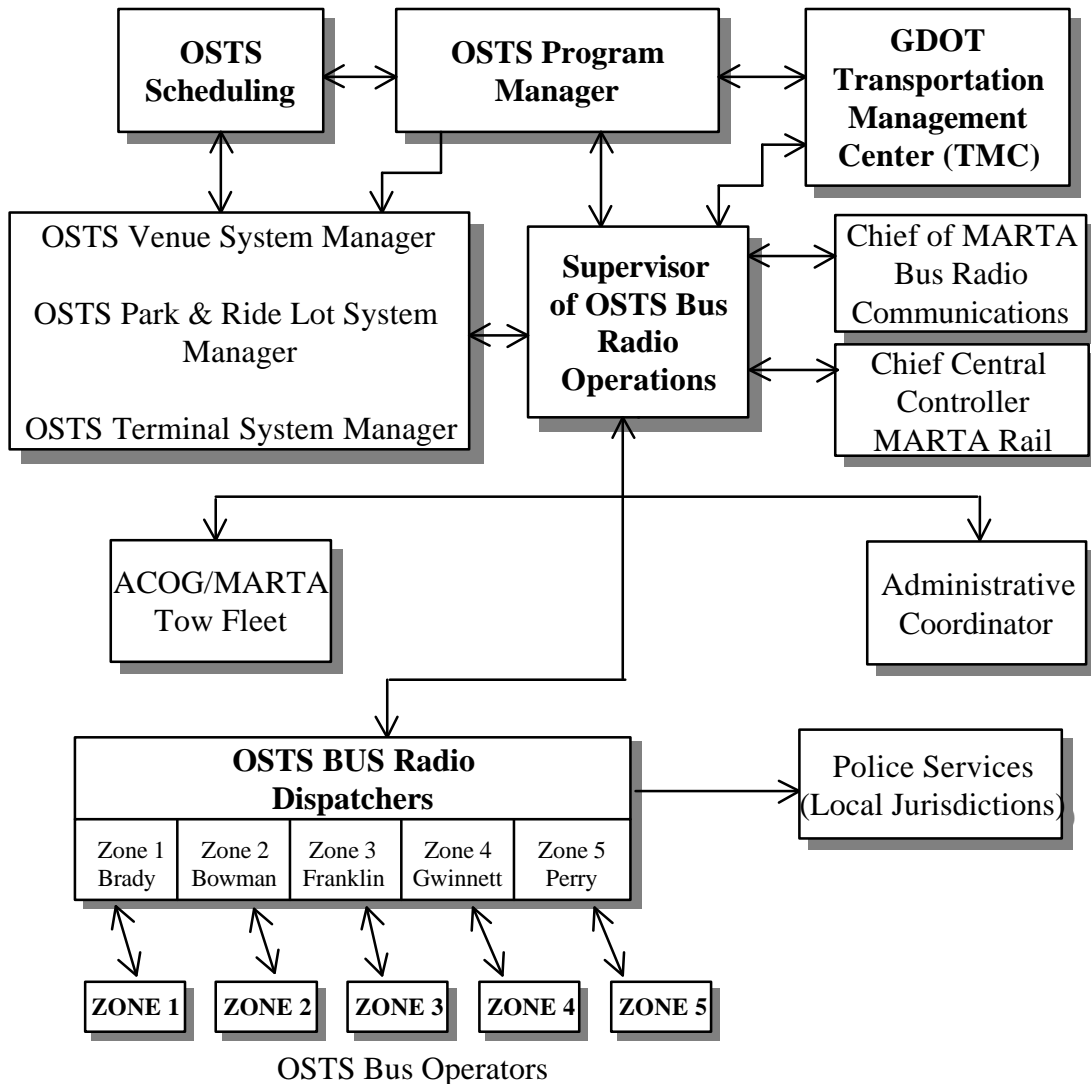 OSTS
Scheduling
OSTS Program
Manager
GDOT
Transportation
Management
Center (TMC)
OSTS Venue System Manager
OSTS Park & Ride Lot System
Manager
OSTS Terminal System Manager
Supervisor
of OSTS Bus
Radio
Operations
Chief of MARTA
Bus Radio
Communications
Chief Central
Controller
MARTA Rail
ACOG/MARTA
Tow Fleet
Administrative
Coordinator
OSTS BUS Radio
Dispatchers
Zone 1
Brady
Zone 2
Bowman
Zone 3
Franklin
Zone 4
Gwinnett
Zone 5
Perry
Police Services
(Local Jurisdictions)
ZONE 1
ZONE 2
ZONE 3
ZONE 4
ZONE 5
OSTS Bus Operators